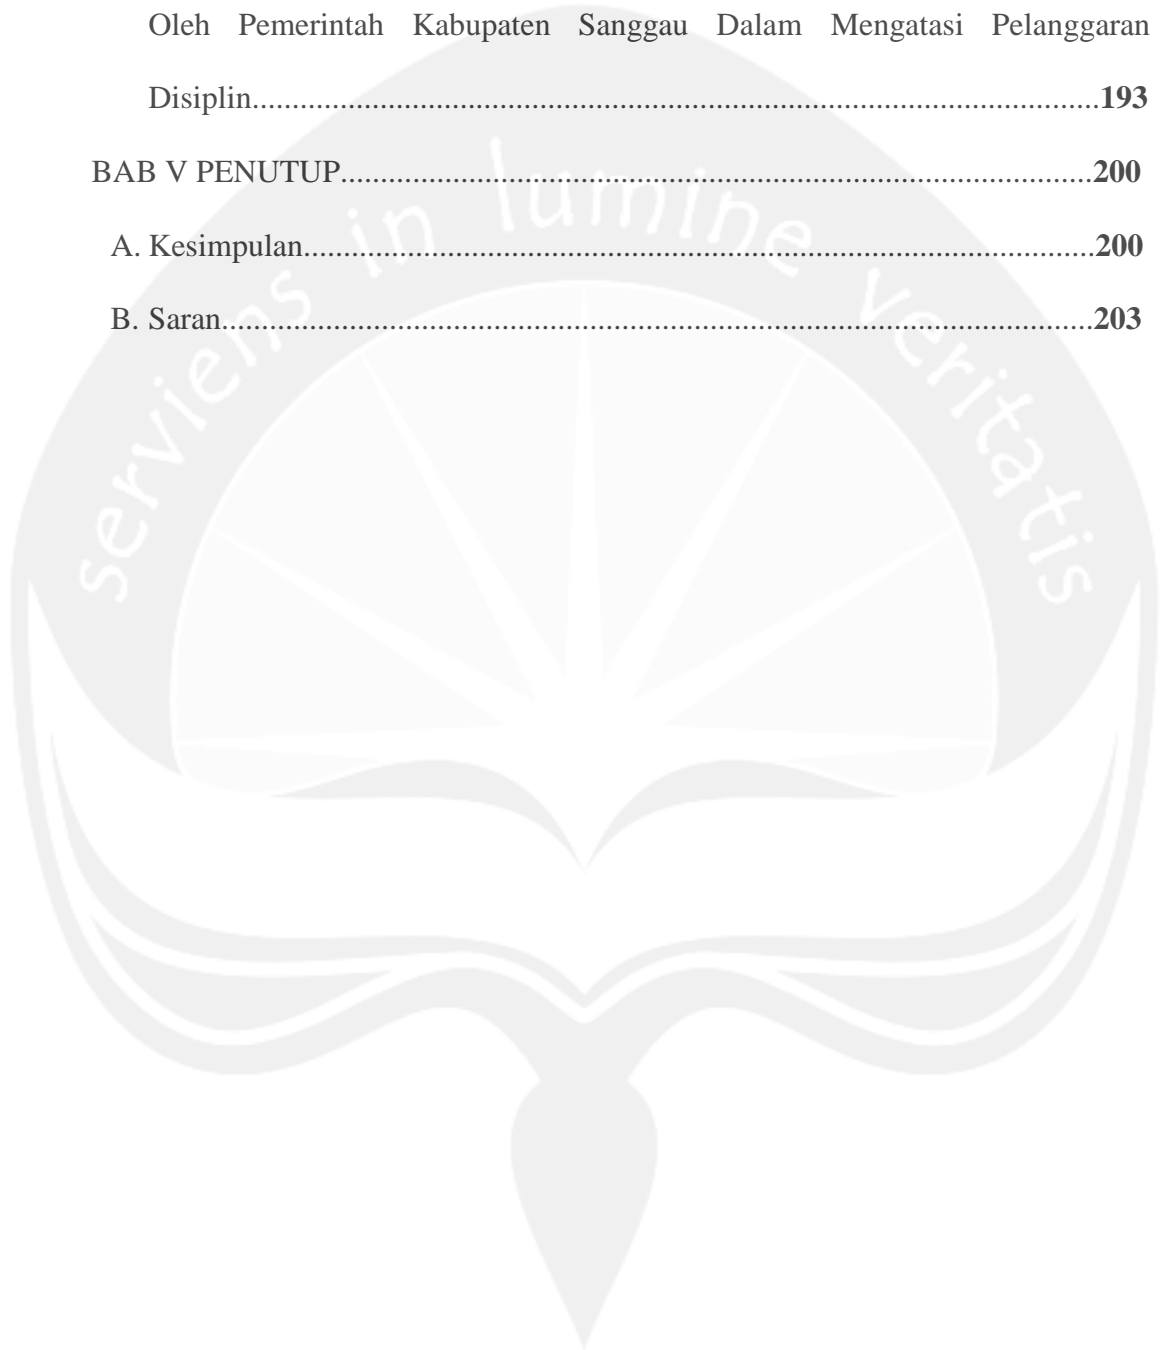 Oleh Pemerintah Kabupaten Sanggau Dalam Mengatasi Pelanggaran
Disiplin..........................................................................................................193
BAB V PENUTUP..............................................................................................200
A. Kesimpulan...................................................................................................200
B. Saran.............................................................................................................203
serviens in lumine veritatis